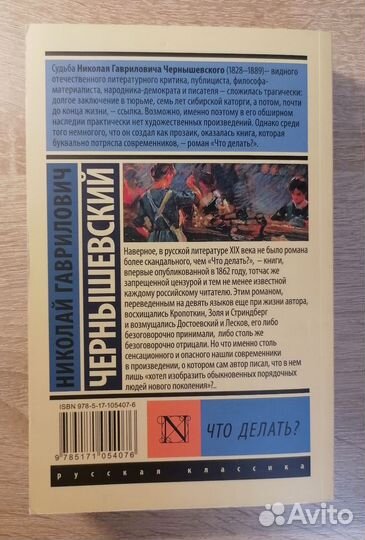 Судьба Николая Гавриловича Чернышевского (1828–1889)– видного
отечественного литературного критика, публициста, философа-
материалиста, народника-демократа и писателя – сложилась трагически:
долгое заключение в тюрьме, семь лет сибирской каторги, а потом, почти
до конца жизни, – ссылка. Возможно, именно поэтому в его обширном
наследии практически нет художественных произведений. Однако среди
того немногого, что он создал как прозаик, оказалась книга, которая
буквально потрясла современников, – роман «Что делать?».
НИКОЛАЙ ГАВРИЛОВИЧ
ЧЕРНЫШЕВСКИЙ
Наверное, в русской литературе XIX века не было романа
более скандального, чем «Что делать?», – книги,
впервые опубликованной в 1862 году, тотчас же
запрещенной цензурой и тем не менее известной
каждому российскому читателю. Этим романом,
переведенным на девять языков еще при жизни автора,
восхищались Кропоткин, Золя и Стриндберг
и возмущались Достоевский и Лесков, его либо
безоговорочно принимали, либо столь же
безоговорочно отрицали. Но что именно столь
сенсационного и опасного нашли современники
в произведении, о котором сам автор писал, что в нем
лишь «хотел изобразить обыкновенных порядочных
людей нового поколения»?..
ISBN 978-5-17-105407-6
9 785171 054076
N
ЧТО ДЕЛАТЬ?
русская классика
Avito